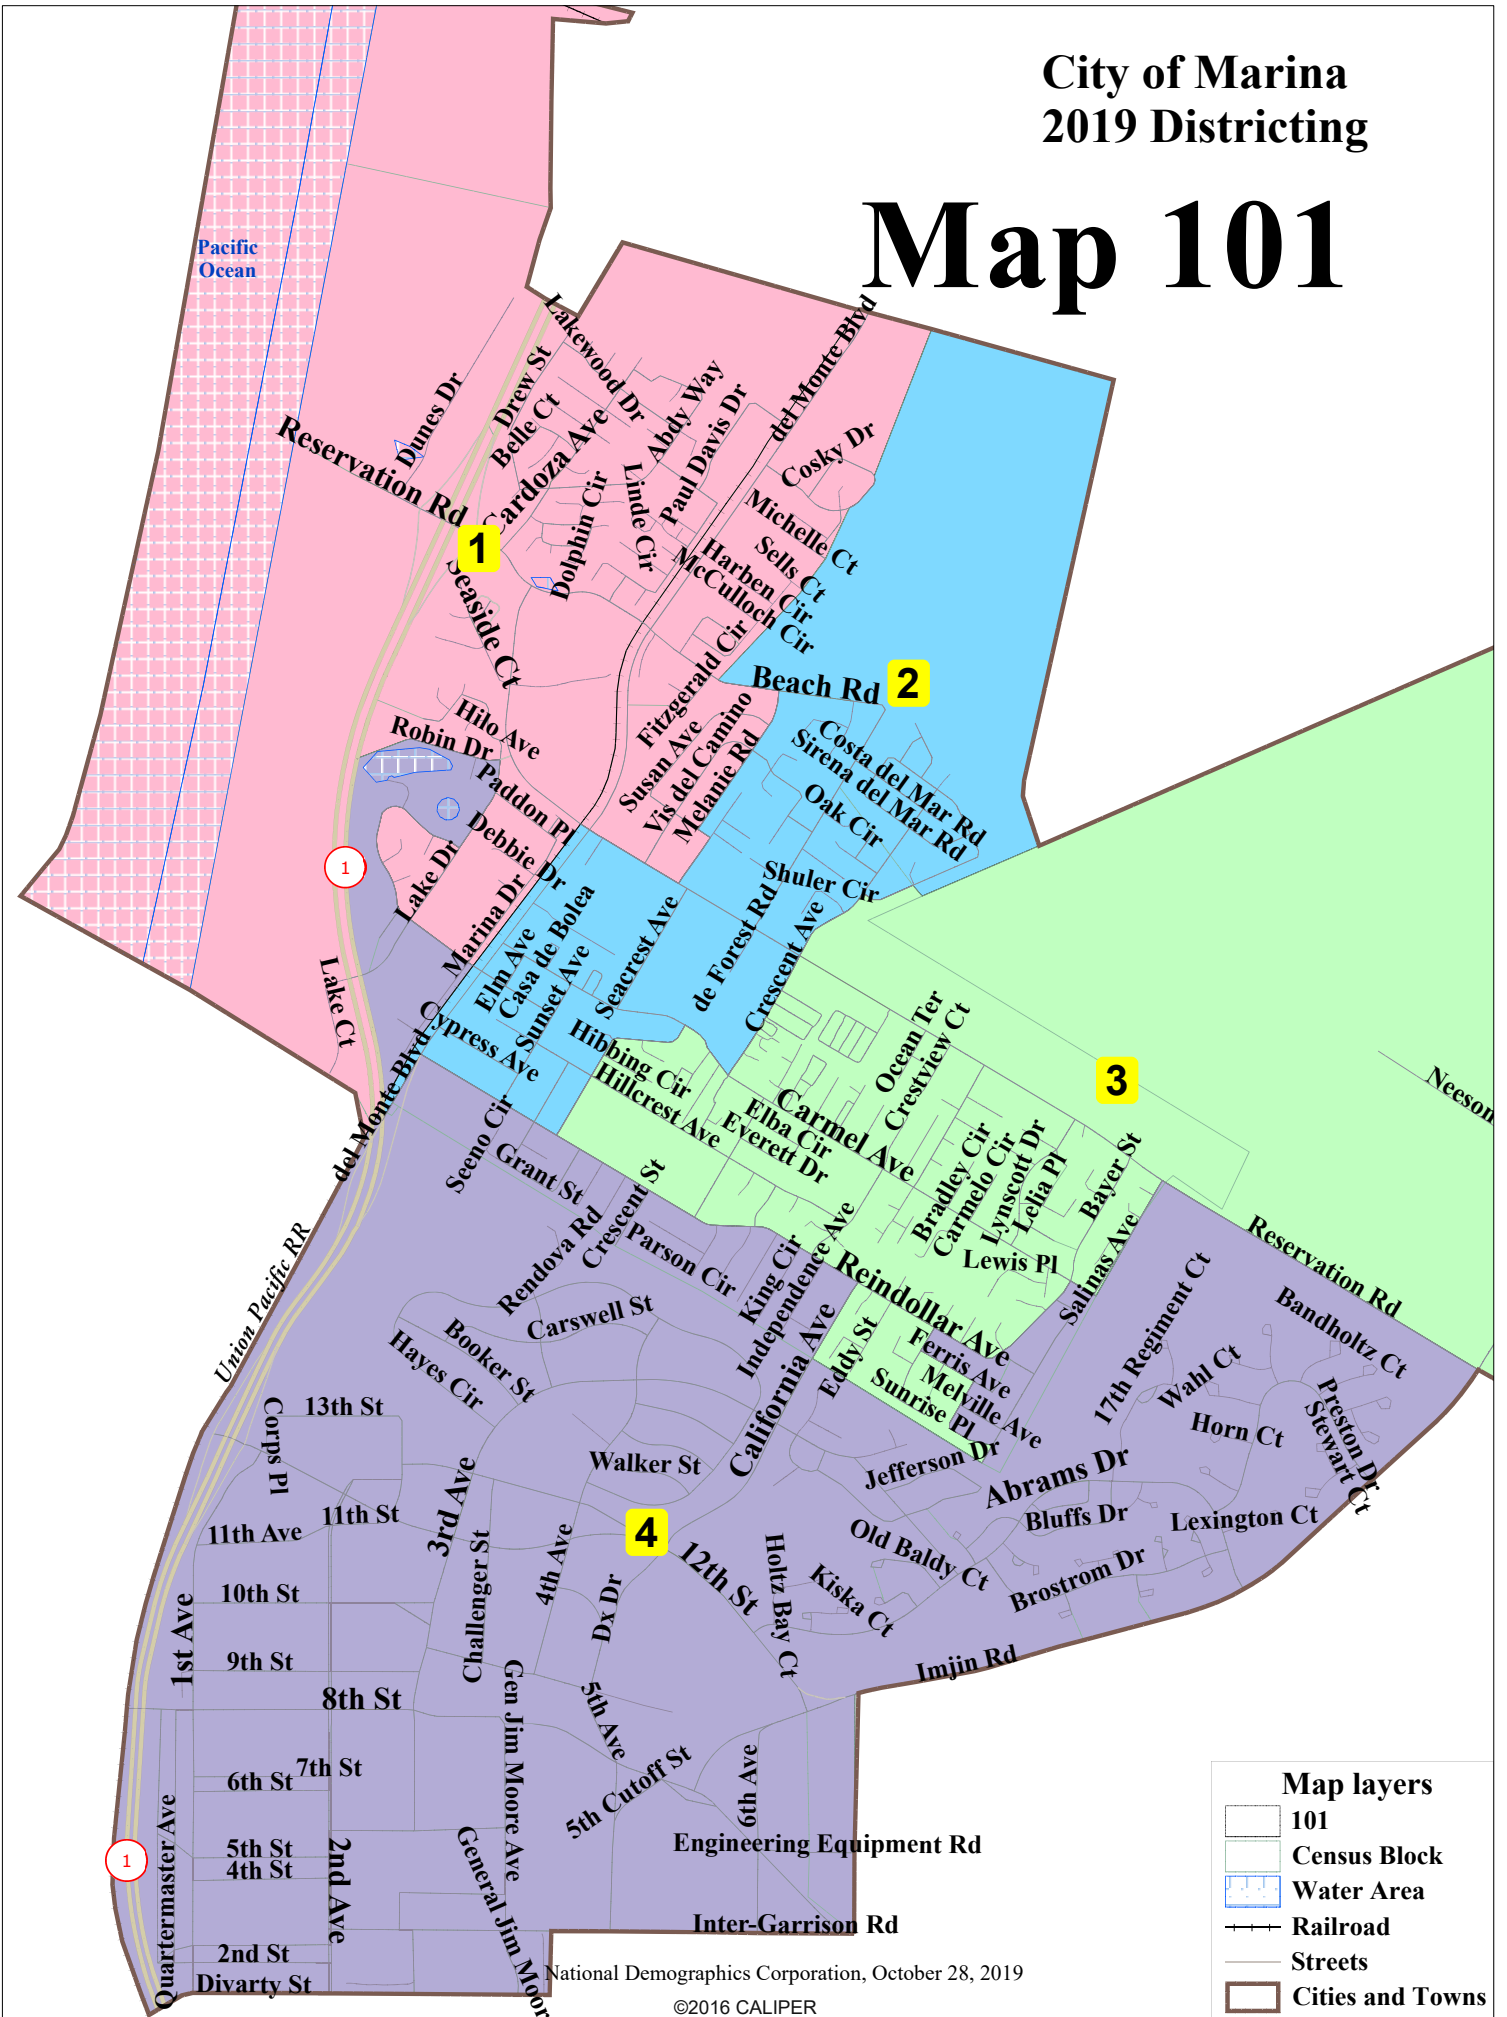 City of Marina
2019 Districting
Map 101
Pacific
Ocean
Lakewood Dr
del Monte Blvd
Drew St
Dunes Dr
Belle Ct
Abdy Way
Paul Davis Dr
Reservation Rd
Cardoza Ave
Cosky Dr
Linde Cir
Dolphin Cir
Michelle Ct
1
Sells Ct
Harben Cir
McCulloch Cir
Seaside Ct
Fitzgerald Cir
Beach Rd
2
Hilo Ave
Robin Dr
Susan Ave
Vis del Camino
Melanie Rd
Costa del Mar Rd
Sirena del Mar Rd
Paddon Pl
Oak Cir
Debbie Dr
1
Lake Dr
Shuler Cir
Marina Dr
Elm Ave
Casa de Bolea
Sunset Ave
Seacrest Ave
de Forest Rd
Crescent Ave
Lake Ct
Cypress Ave
Hibbing Cir
Hillcrest Ave
Ocean Ter
Crestview Ct
3
Neeson
del Monte Blvd
Seeno Cir
Elba Cir
Everett Dr
Carmel Ave
Bradley Cir
Carmelo Cir
Lynscott Dr
Lelia Pl
Bayer St
Grant St
Crescent St
Rendova Rd
Parson Cir
King Cir
Independence Ave
Lewis Pl
Salinas Ave
Reservation Rd
Union Pacific RR
Reindollar Ave
17th Regiment Ct
Bandholtz Ct
Carswell St
Booker St
Hayes Cir
California Ave
Eddy St
Ferris Ave
Melville Ave
Sunrise Pl
Wahl Ct
Horn Ct
Preston Dr
Stewart Ct
13th St
Corps Pl
Walker St
Jefferson Dr
Abrams Dr
3rd Ave
11th St
11th Ave
4
Bluffs Dr
Lexington Ct
Challenger St
4th Ave
12th St
Holtz Bay Ct
Old Baldy Ct
Kiska Ct
Brostrom Dr
10th St
Dx Dr
1st Ave
9th St
Imjin Rd
8th St
Gen Jim Moore Ave
5th Ave
7th St
6th St
5th Cutoff St
6th Ave
Quartermaster Ave
5th St
4th St
2nd Ave
Engineering Equipment Rd
1
General Jim Moor
Inter-Garrison Rd
2nd St
Divarty St
National Demographics Corporation, October 28, 2019
©2016 CALIPER
Map layers
101
Census Block
Water Area
Railroad
Streets
Cities and Towns